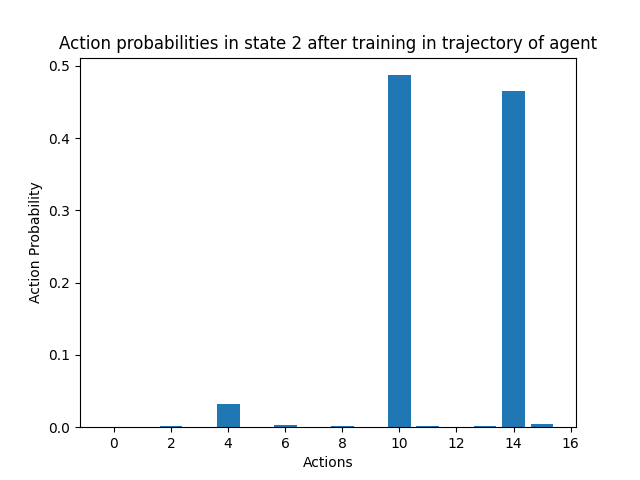 Action probabilities in state 2 after training in trajectory of agent
0.5
0.4
0.3
0.2
0.1
0.0
Action Probability
0 2 4 6 8 10 12 14 16
Actions